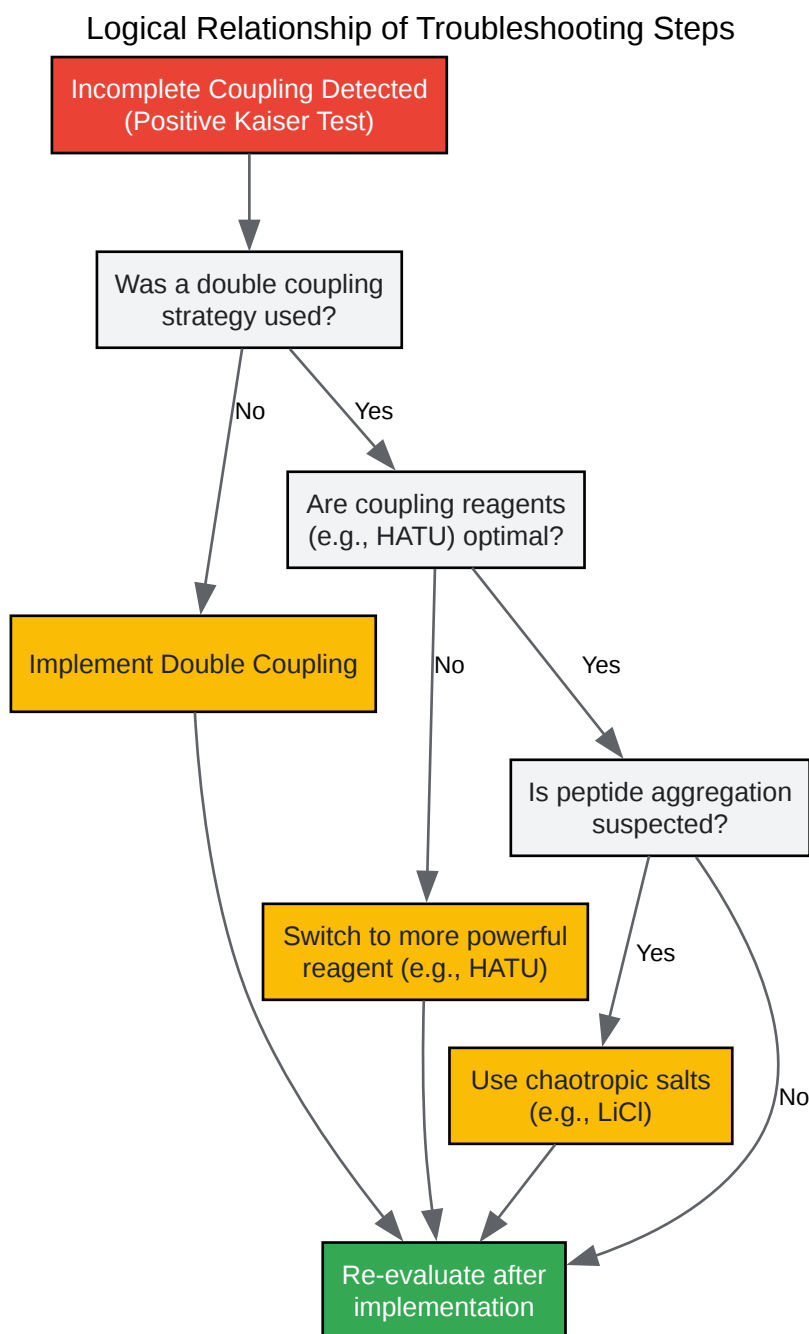 Logical Relationship of Troubleshooting Steps
Incomplete Coupling Detected
(Positive Kaiser Test)
Was a double coupling
strategy used?
No
Yes
Are coupling reagents
(e.g., HATU) optimal?
Implement Double Coupling
No
Yes
Is peptide aggregation
suspected?
Switch to more powerful
reagent (e.g., HATU)
Yes
Use chaotropic salts
(e.g., LiCl)
No
Re-evaluate after
implementation